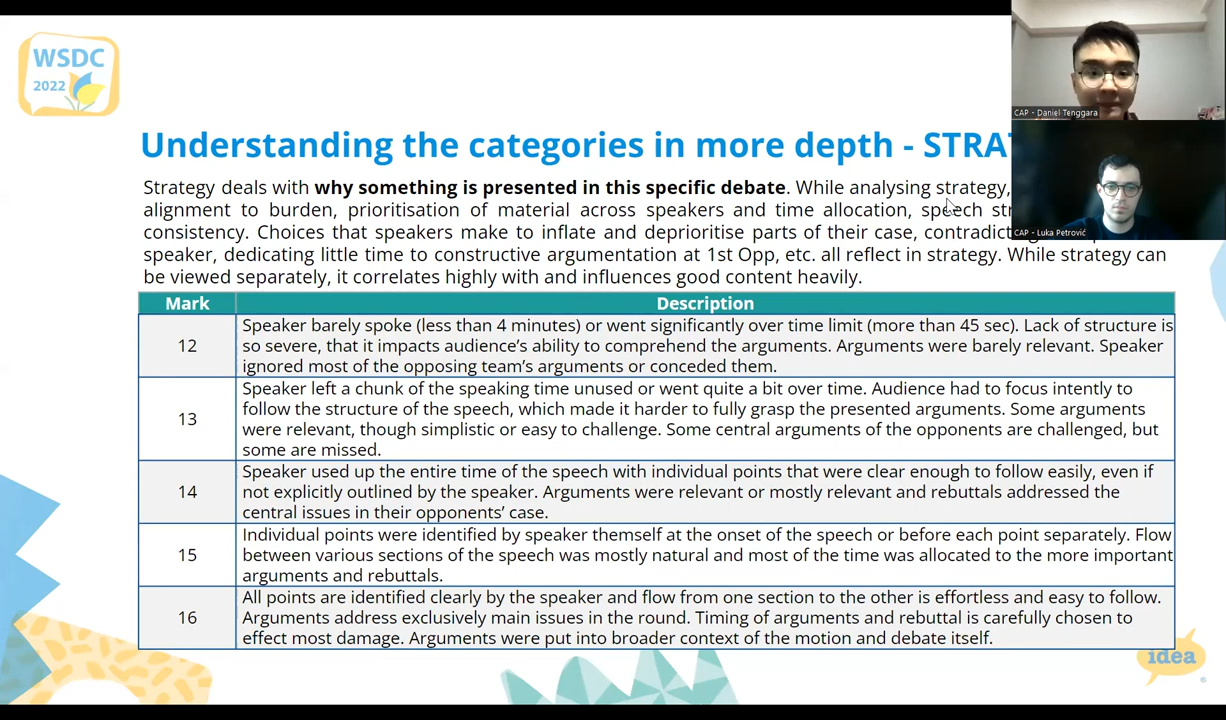 WSDC
2022
CAP - Daniel Tenggara
Understanding the categories in more depth - STRA
CAP - Luka Petrović
Strategy deals with why something is presented in this specific debate. While analysing strategy,
alignment to burden, prioritisation of material across speakers and time allocation, speech
consistency. Choices that speakers make to inflate and deprioritise parts of their case,
speaker, dedicating little time to constructive argumentation at 1st Opp, etc. all reflect in strategy. While strategy can
be viewed separately, it correlates highly with and influences good content heavily.
Mark Description
12
Speaker barely spoke (less than 4 minutes) or went significantly over time limit (more than 45 sec). Lack of structure is
so severe, that it impacts audience's ability to comprehend the arguments. Arguments were barely relevant. Speaker
ignored most of the opposing team's arguments or conceded them.
13
Speaker left a chunk of the speaking time unused or went quite a bit over time. Audience had to focus intently to
follow the structure of the speech, which made it harder to fully grasp the presented arguments. Some arguments
were relevant, though simplistic or easy to challenge. Some central arguments of the opponents are challenged, but
some are missed.
14
Speaker used up the entire time of the speech with individual points that were clear enough to follow easily, even if
not explicitly outlined by the speaker. Arguments were relevant or mostly relevant and rebuttals addressed the
central issues in their opponents' case.
15
Individual points were identified by speaker themself at the onset of the speech or before each point separately. Flow
between various sections of the speech was mostly natural and most of the time was allocated to the more important
arguments and rebuttals.
16
All points are identified clearly by the speaker and flow from one section to the other is effortless and easy to follow.
Arguments address exclusively main issues in the round. Timing of arguments and rebuttal is carefully chosen to
effect most damage. Arguments were put into broader context of the motion and debate itself.
idea